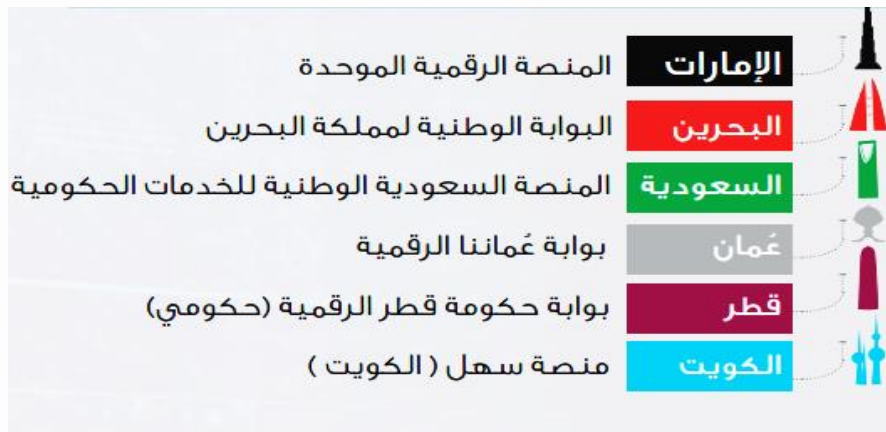 الإمارات المنصة الرقمية الموحدة
البحرين البوابة الوطنية لمملكة البحرين
السعودية المنصة السعودية الوطنية للخدمات الحكومية
عُمان بوابة عُماننا الرقمية
قطر بوابة حكومة قطر الرقمية (حكومي)
الكويت منصة سهل ( الكويت )